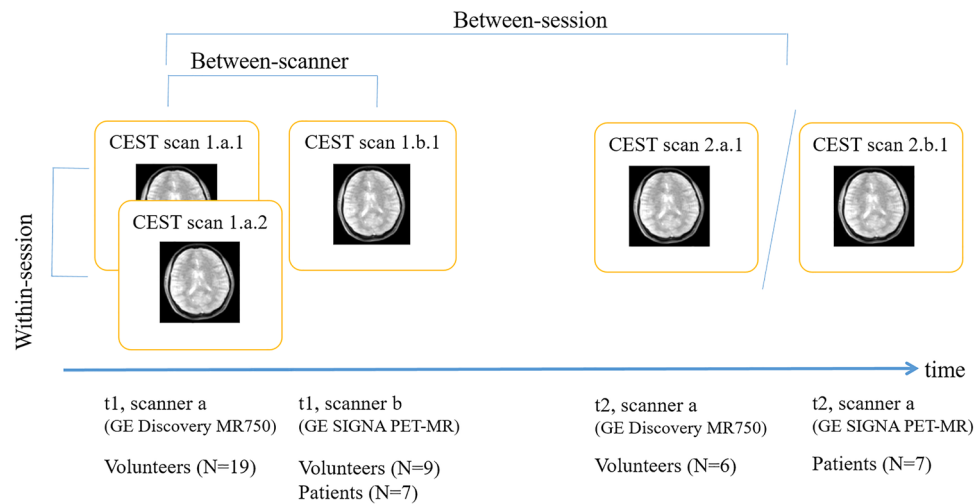 Between-session
Between-scanner
CEST scan 1.a.1
CEST scan 1.b.1
CEST scan 2.a.1
CEST scan 2.b.1
CEST scan 1.a.2
Within-session
time
t1, scanner a
(GE Discovery MR750)
Volunteers (N=19)
t1, scanner b
(GE SIGNA PET-MR)
Volunteers (N=9)
Patients (N=7)
t2, scanner a
(GE Discovery MR750)
Volunteers (N=6)
t2, scanner a
(GE SIGNA PET-MR)
Patients (N=7)